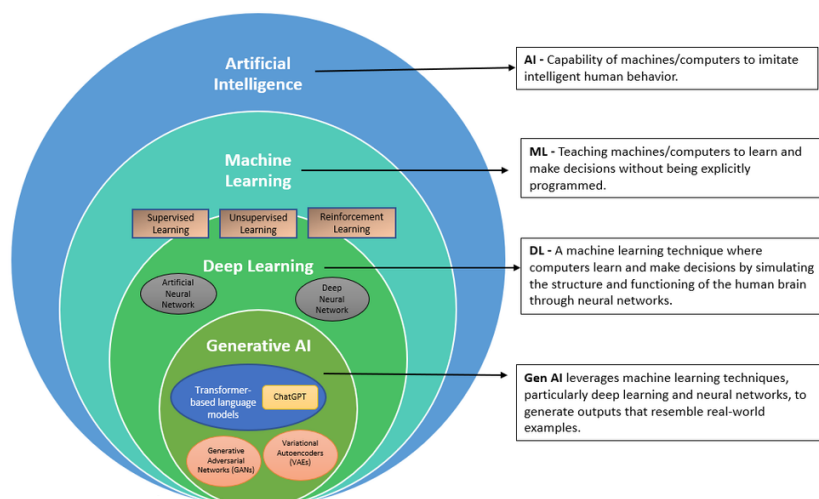 Artificial
Intelligence
AI - Capability of machines/computers to imitate
intelligent human behavior.
Machine
Learning
ML - Teaching machines/computers to learn and
make decisions without being explicitly
programmed.
Supervised
Learning
Unsupervised
Learning
Reinforcement
Learning
Deep Learning
DL - A machine learning technique where
computers learn and make decisions by simulating
the structure and functioning of the human brain
through neural networks.
Artificial
Neural
Network
Deep
Neural
Network
Generative AI
Gen AI leverages machine learning techniques,
particularly deep learning and neural networks, to
generate outputs that resemble real-world
examples.
Transformer-
based language
models
ChatGPT
Generative
Adversarial
Networks (GANs)
Variational
Autoencoders
(VAEs)